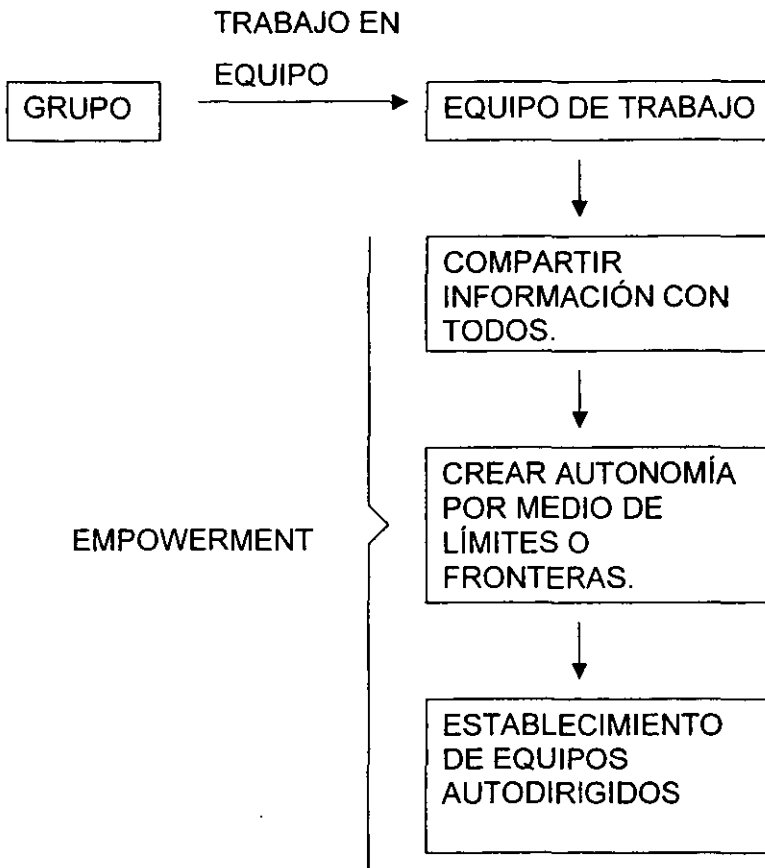 TRABAJO EN
EQUIPO
GRUPO
EQUIPO DE TRABAJO
COMPARTIR
INFORMACIÓN CON
TODOS.
CREAR AUTONOMÍA
POR MEDIO DE
LÍMITES O
FRONTERAS.
EMPOWERMENT
ESTABLECIMIENTO
DE EQUIPOS
AUTODIRIGIDOS